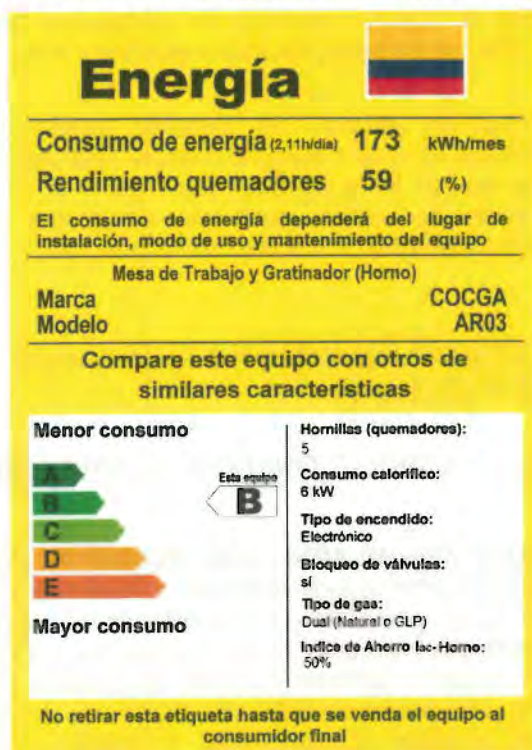 Energía
Consumo de energía (2,11h/día) 173 kWh/mes
Rendimiento quemadores 59 (%)
El consumo de energía dependerá del lugar de
instalación, modo de uso y mantenimiento del equipo
Mesa de Trabajo y Gratinador (Horno)
Marca COCGA
Modelo AR03
Compare este equipo con otros de
similares características
Menor consumo
A
B
C
D
E
Mayor consumo
Este equipo
B
Hornillas (quemadores):
5
Consumo calorífico:
6 kW
Tipo de encendido:
Electrónico
Bloqueo de válvulas:
sí
Tipo de gas:
Dual (Natural o GLP)
Indice de Ahorro Iac-Horno:
50%
No retirar esta etiqueta hasta que se venda el equipo al
consumidor final